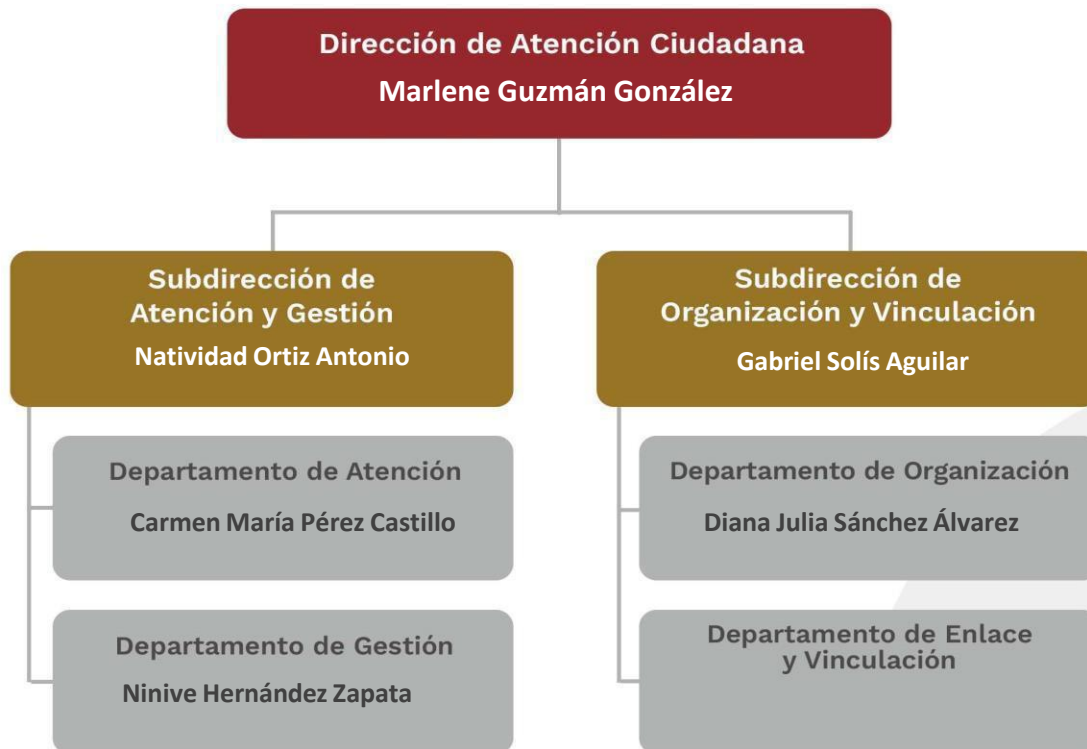 Dirección de Atención Ciudadana
Marlene Guzmán González
Subdirección de
Atención y Gestión
Natividad Ortiz Antonio
Subdirección de
Organización y Vinculación
Gabriel Solís Aguilar
Departamento de Atención
Carmen María Pérez Castillo
Departamento de Organización
Diana Julia Sánchez Álvarez
Departamento de Gestión
Ninive Hernández Zapata
Departamento de Enlace
y Vinculación